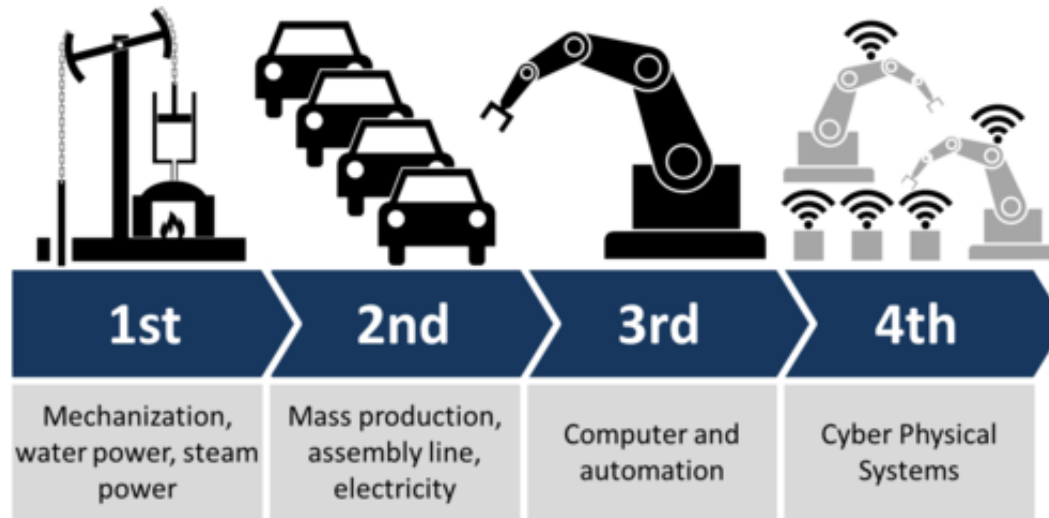 1st
2nd
3rd
4th
Mechanization,
water power, steam
power
Mass production,
assembly line,
electricity
Computer and
automation
Cyber Physical
Systems